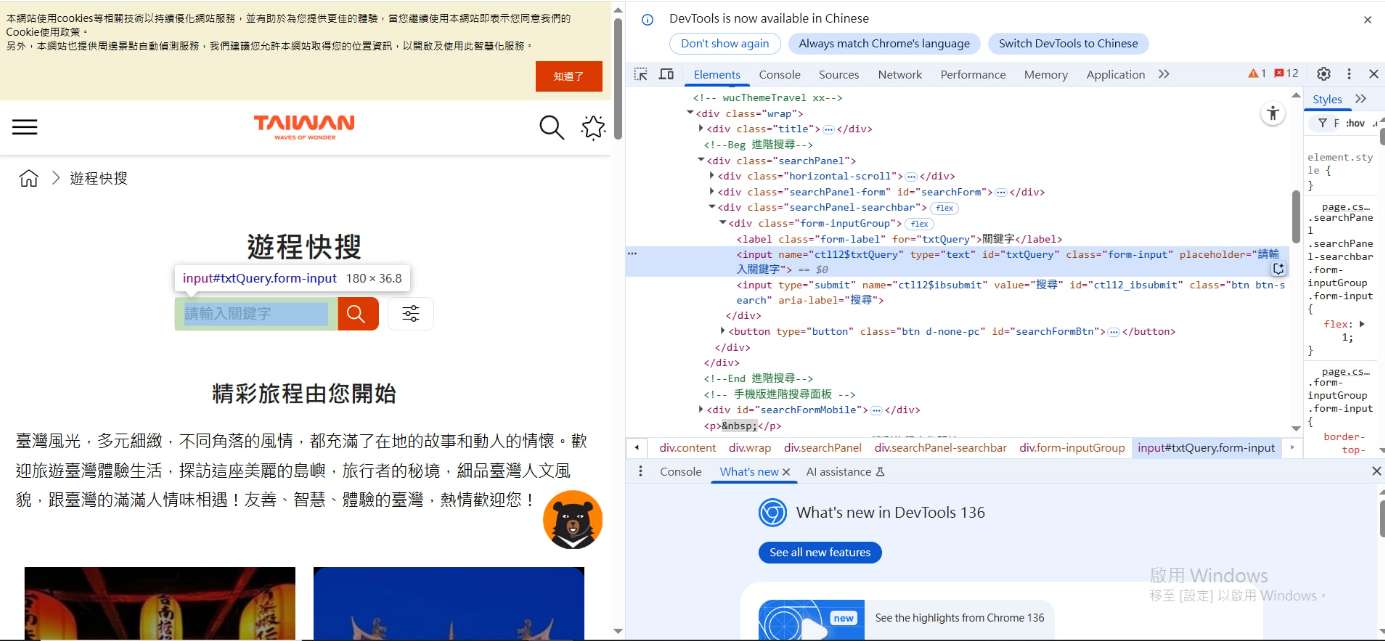 本網站使用cookies等相關技術以持續優化網站服務，並有助於為您提供更佳的體驗，當您繼續使用本網站即表示您同意我們的
Cookie使用政策。
另外，本網站也提供周邊景點自動偵測服務，我們建議您允許本網站取得您的位置資訊，以開啟及使用此智慧化服務。
知道了
TAIWAN
WAVES OF WONDER
遊程快搜
遊程快搜
input#txtQuery.form-input 180 × 36.8
請輸入關鍵字
精彩旅程由您開始
臺灣風光，多元細緻，不同角落的風情，都充滿了在地的故事和動人的情懷。歡
迎旅遊臺灣體驗生活，探訪這座美麗的島嶼，旅行者的秘境，細品臺灣人文風
貌，跟臺灣的滿滿人情味相遇！友善、智慧、體驗的臺灣，熱情歡迎您！
DevTools is now available in Chinese
Don't show again Always match Chrome's language Switch DevTools to Chinese
Elements Console Sources Network Performance Memory Application 1 12
<!-- wucThemeTravel xx-->
<div class="wrap">
<div class="title">…</div>
<!--Beg 進階搜尋-->
<div class="searchPanel">
<div class="horizontal-scroll">…</div>
<div class="searchPanel-form" id="searchForm">…</div>
<div class="searchPanel-searchbar"> flex
<div class="form-inputGroup"> flex
<label class="form-label" for="txtQuery">關鍵字</label>
<input name="ctl12$txtQuery" type="text" id="txtQuery" class="form-input" placeholder="請輸
入關鍵字"> == $0
<input type="submit" name="ctl12$ibsubmit" value="搜尋" id="ctl12_ibsubmit" class="btn btn-s
earch" aria-label="搜尋">
</div>
<button type="button" class="btn d-none-pc" id="searchFormBtn">…</button>
</div>
</div>
<!--End 進階搜尋-->
<!-- 手機版進階搜尋面板 -->
<div id="searchFormMobile">…</div>
<p>&nbsp;</p>
div.content div.wrap div.searchPanel div.searchPanel-searchbar div.form-inputGroup input#txtQuery.form-input
Styles
F :hov .
element.sty
le {
}
page.cs…
.searchPane
l
.searchPane
l-searchbar
.form-
inputGroup
.form-input
{
flex:
1;
}
page.cs…
.form-
inputGroup
.form-input
{
border-
top-
Console What's new AI assistance
What's new in DevTools 136
See all new features
new
See the highlights from Chrome 136
啟用 Windows
移至 [設定] 以啟用 Windows。